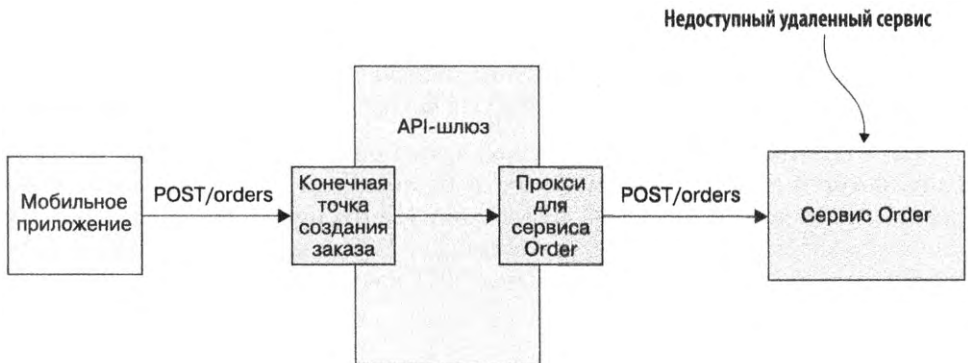 Недоступный удаленный сервис
API-шлюз
Мобильное
приложение
POST/orders
Конечная
точка
создания
заказа
Прокси
для
сервиса
Order
POST/orders
Сервис Order